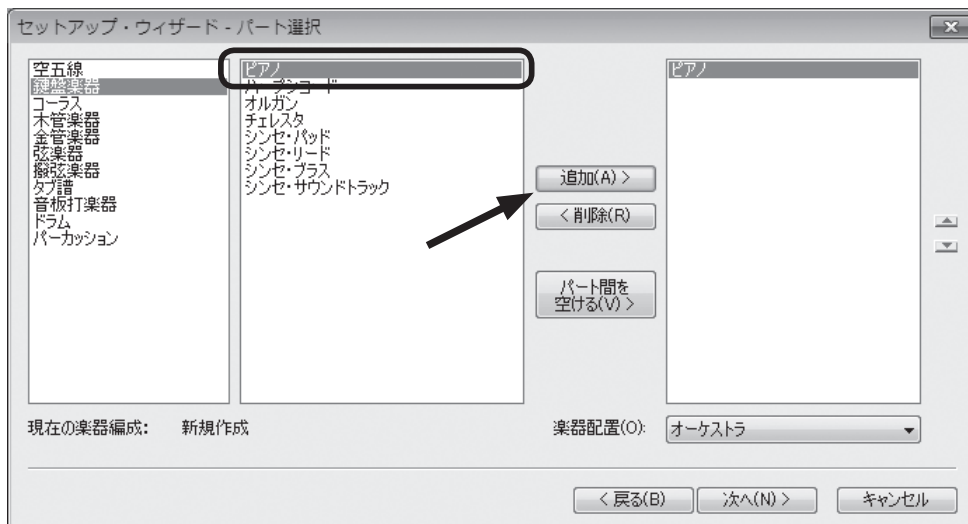 セットアップ・ウィザード - パート選択
空五線
鍵盤楽器
コーラス
木管楽器
金管楽器
弦楽器
撥弦楽器
タブ譜
音板打楽器
ドラム
パーカッション
ピアノ
ハープシコード
オルガン
チェレスタ
シンセ・パッド
シンセ・リード
シンセ・ブラス
シンセ・サウンドトラック
追加(A) >
< 削除(R)
パート間を
空ける(V) >
ピアノ
現在の楽器編成: 新規作成
楽器配置(O): オーケストラ
< 戻る(B) 次へ(N) > キャンセル